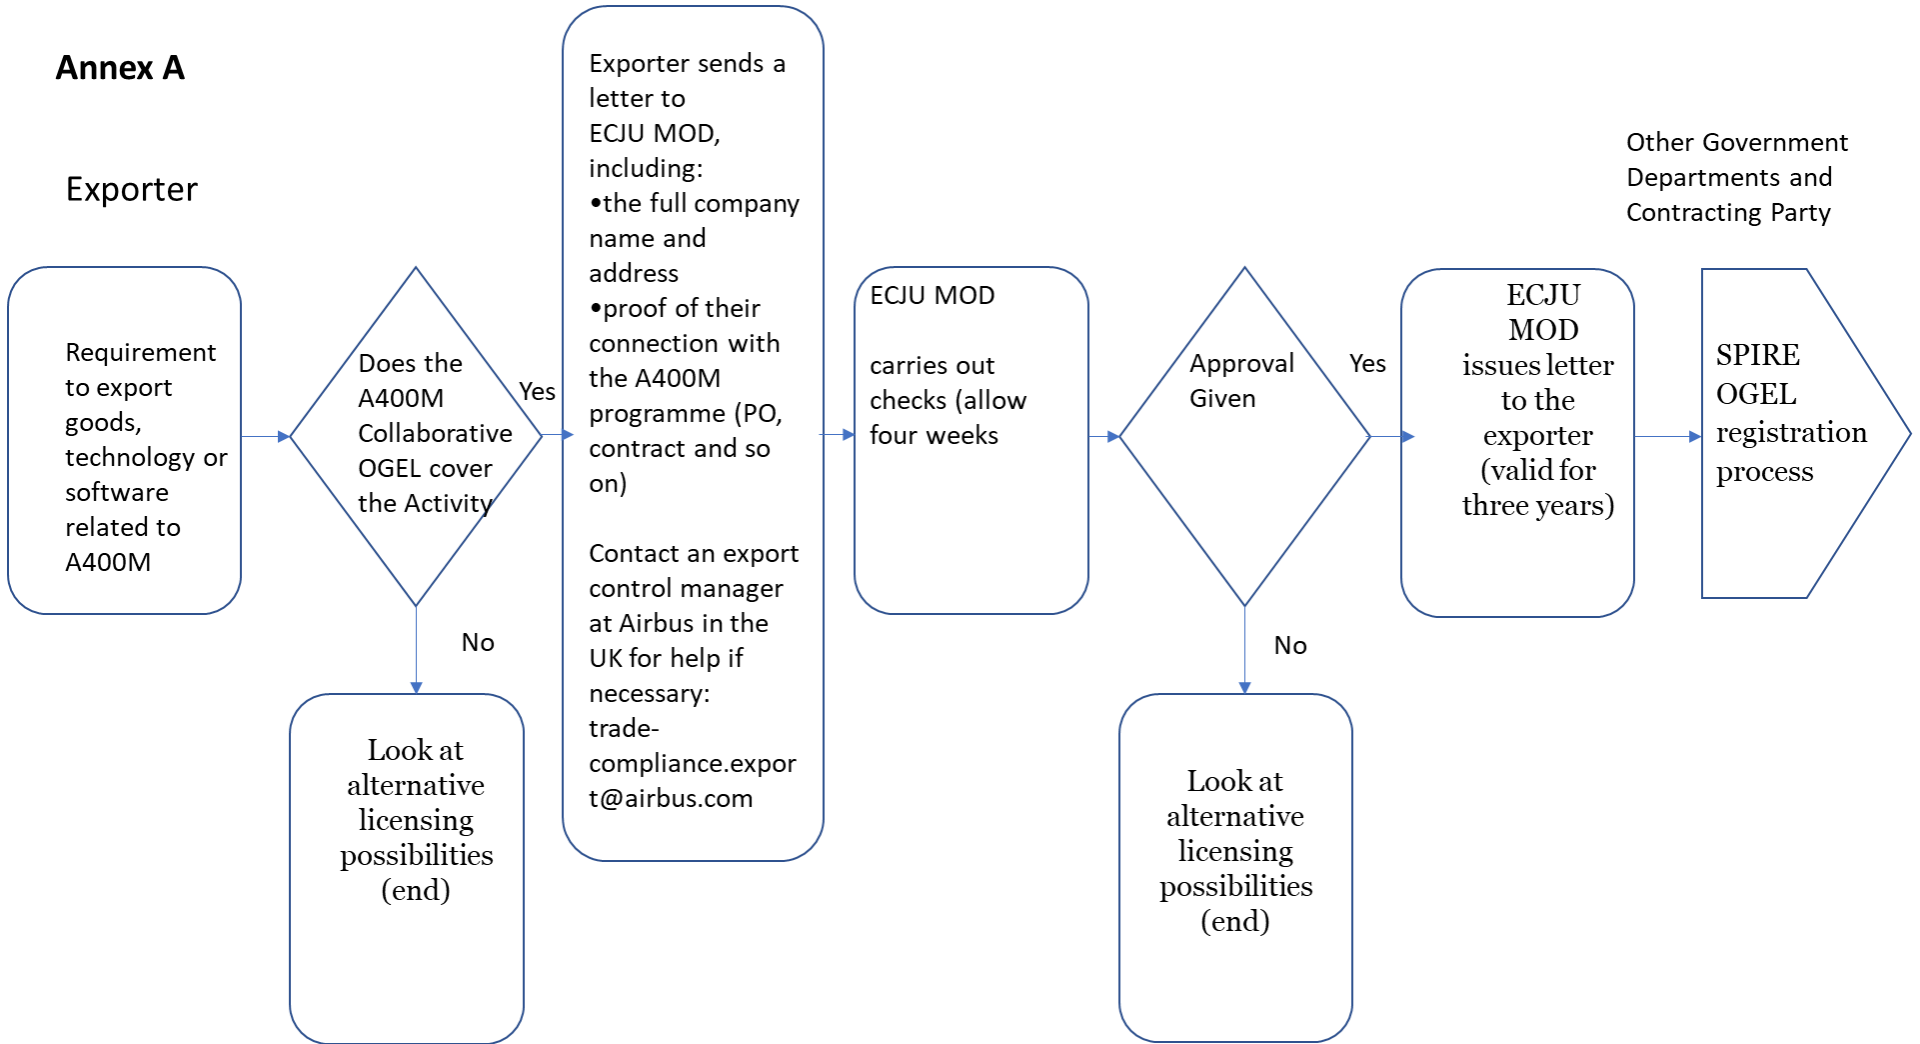 Annex A
Exporter
Requirement
to export
goods,
technology or
software
related to
A400M
Does the
A400M
Collaborative
OGEL cover
the Activity
Yes
No
Look at
alternative
licensing
possibilities
(end)
Exporter sends a
letter to
ECJU MOD,
including:
•the full company
name and
address
•proof of their
connection with
the A400M
programme (PO,
contract and so
on)
Contact an export
control manager
at Airbus in the
UK for help if
necessary:
trade-
compliance.expor
t@airbus.com
ECJU MOD
carries out
checks (allow
four weeks
Approval
Given
Yes
No
Look at
alternative
licensing
possibilities
(end)
ECJU
MOD
issues letter
to the
exporter
(valid for
three years)
Other Government
Departments and
Contracting Party
SPIRE
OGEL
registration
process